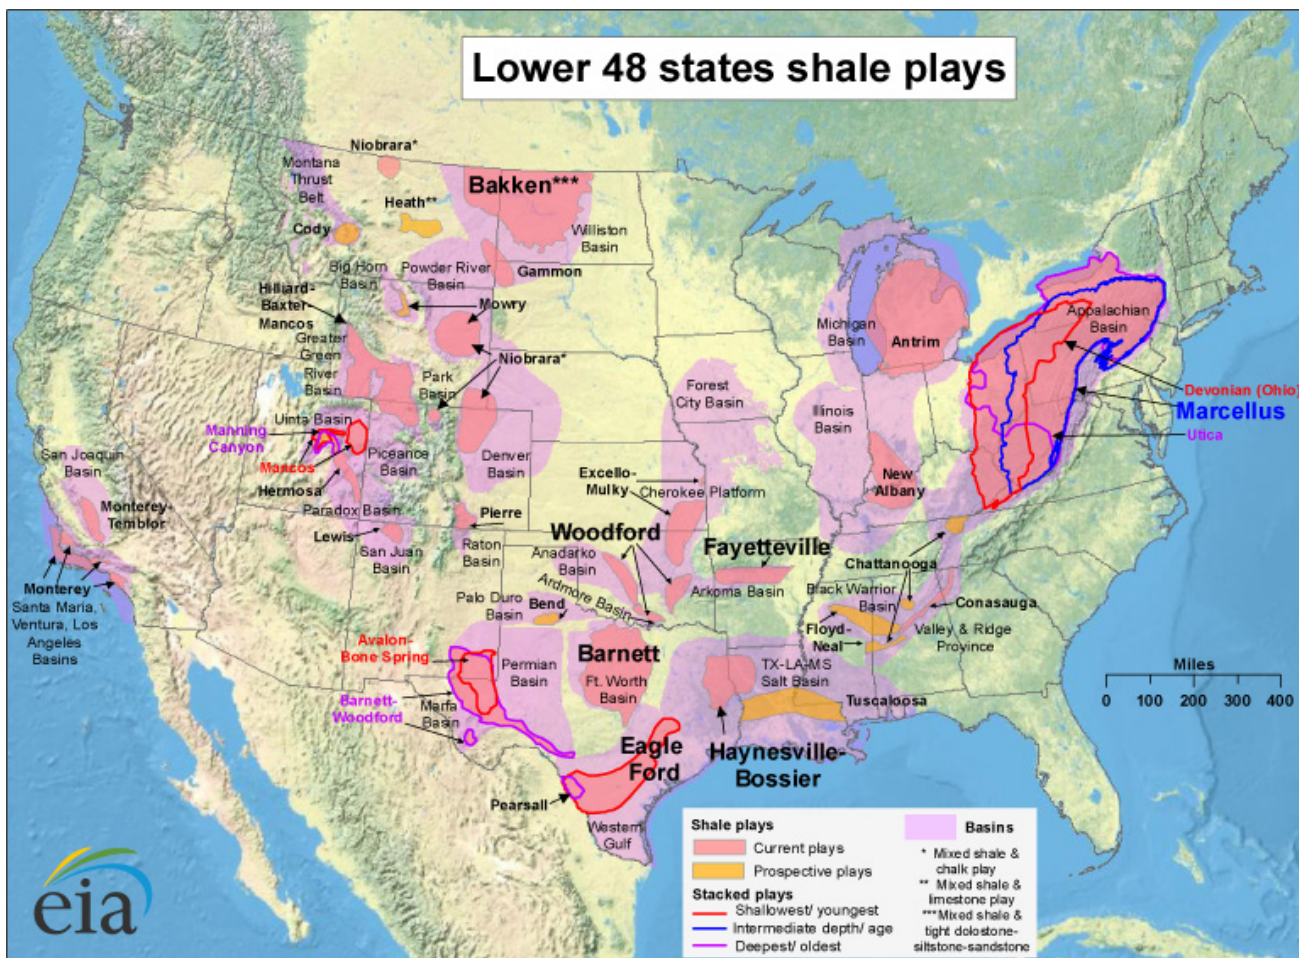 Lower 48 states shale plays
Niobrara*
Montana
Thrust
Belt
Bakken***
Heath**
Cody
Williston
Basin
Big Horn
Basin
Powder River
Basin
Gammon
Hilliard-
Baxter-
Mancos
Mowry
Greater
Green
River
Basin
Niobrara*
Park
Basin
Michigan
Basin
Antrim
Appalachian
Basin
Devonian (Ohio)
Marcellus
Utica
Forest
City Basin
Illinois
Basin
Uinta Basin
Manning
Canyon
Mancos
Piceance
Basin
Denver
Basin
San Joaquin
Basin
Hermosa
Excello-
Mulky
Cherokee Platform
New
Albany
Monterey-
Temblor
Paradox Basin
Lewis
San Juan
Basin
Pierre
Raton
Basin
Woodford
Anadarko
Basin
Fayetteville
Arkoma Basin
Chattanooga
Black Warrior
Basin
Conasauga
Monterey
Santa Maria,
Ventura, Los
Angeles
Basins
Palo Duro
Basin
Bend
Ardmore Basin
Floyd-
Neal
Valley & Ridge
Province
Avalon-
Bone Spring
Permian
Basin
Barnett
Ft. Worth
Basin
TX-LA-MS
Salt Basin
Tuscaloosa
Barnett-
Woodford
Marfa
Basin
Eagle
Ford
Haynesville-
Bossier
Pearsall
Western
Gulf
Miles
0 100 200 300 400
Shale plays
Current plays
Prospective plays
Stacked plays
Shallowest/ youngest
Intermediate depth/ age
Deepest/ oldest
Basins
* Mixed shale &
chalk play
** Mixed shale &
limestone play
***Mixed shale &
tight dolostone-
siltstone-sandstone
eia